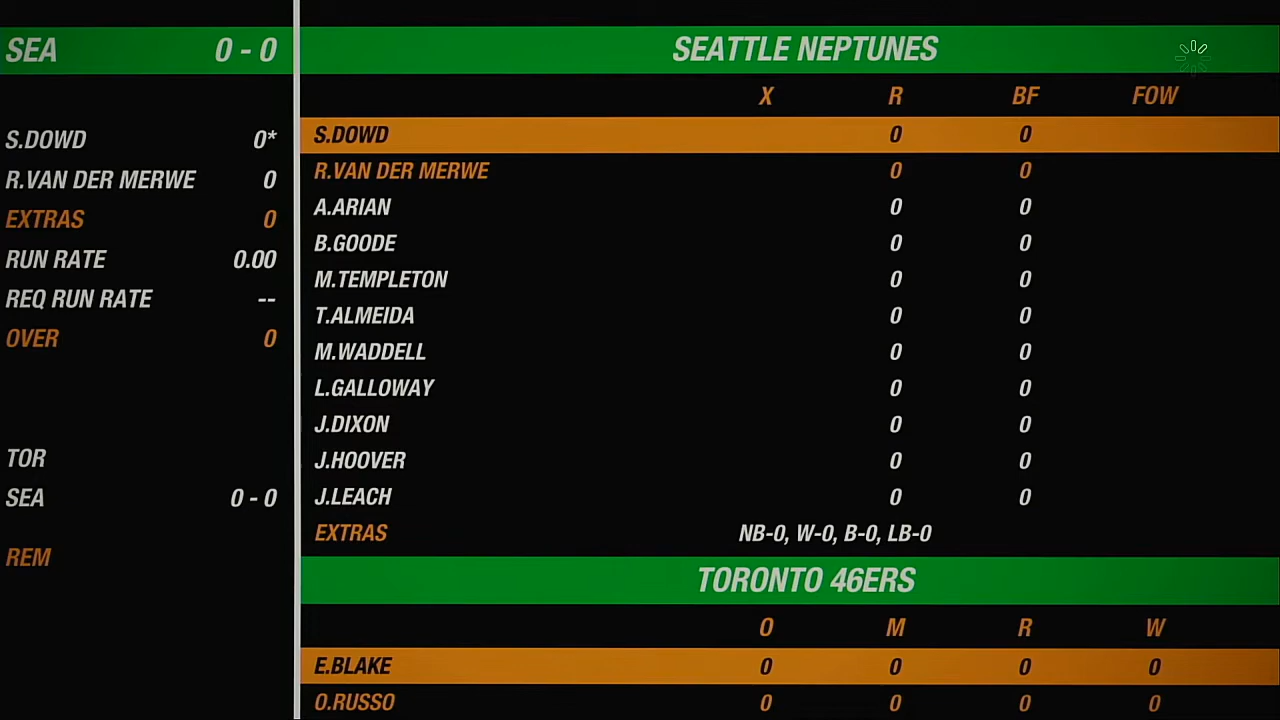 SEA 0 - 0
S.DOWD 0*
R.VAN DER MERWE 0
EXTRAS 0
RUN RATE 0.00
REQ RUN RATE --
OVER 0
TOR
SEA 0 - 0
REM
SEATTLE NEPTUNES
X R BF FOW
S.DOWD 0 0
R.VAN DER MERWE 0 0
A.ARIAN 0 0
B.GOODE 0 0
M.TEMPLETON 0 0
T.ALMEIDA 0 0
M.WADDELL 0 0
L.GALLOWAY 0 0
J.DIXON 0 0
J.HOOVER 0 0
J.LEACH 0 0
EXTRAS NB-0, W-0, B-0, LB-0
TORONTO 46ERS
O M R W
E.BLAKE 0 0 0 0
O.RUSSO 0 0 0 0